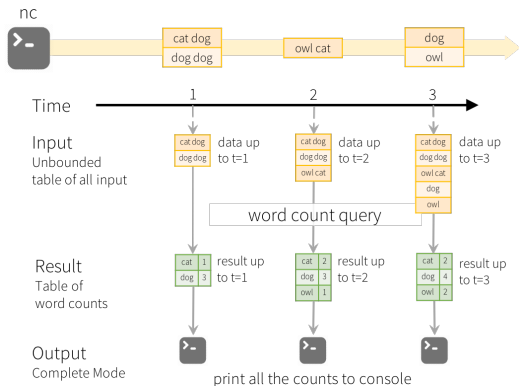 nc
cat dog
dog dog
owl cat
dog
owl
Time
1
2
3
Input
Unbounded
table of all input
cat dog
dog dog
data up
to t=1
cat dog
dog dog
owl cat
data up
to t=2
cat dog
dog dog
owl cat
dog
owl
data up
to t=3
word count query
Result
Table of
word counts
cat 1
dog 3
result up
to t=1
cat 2
dog 3
owl 1
result up
to t=2
cat 2
dog 4
owl 2
result up
to t=3
Output
Complete Mode
print all the counts to console